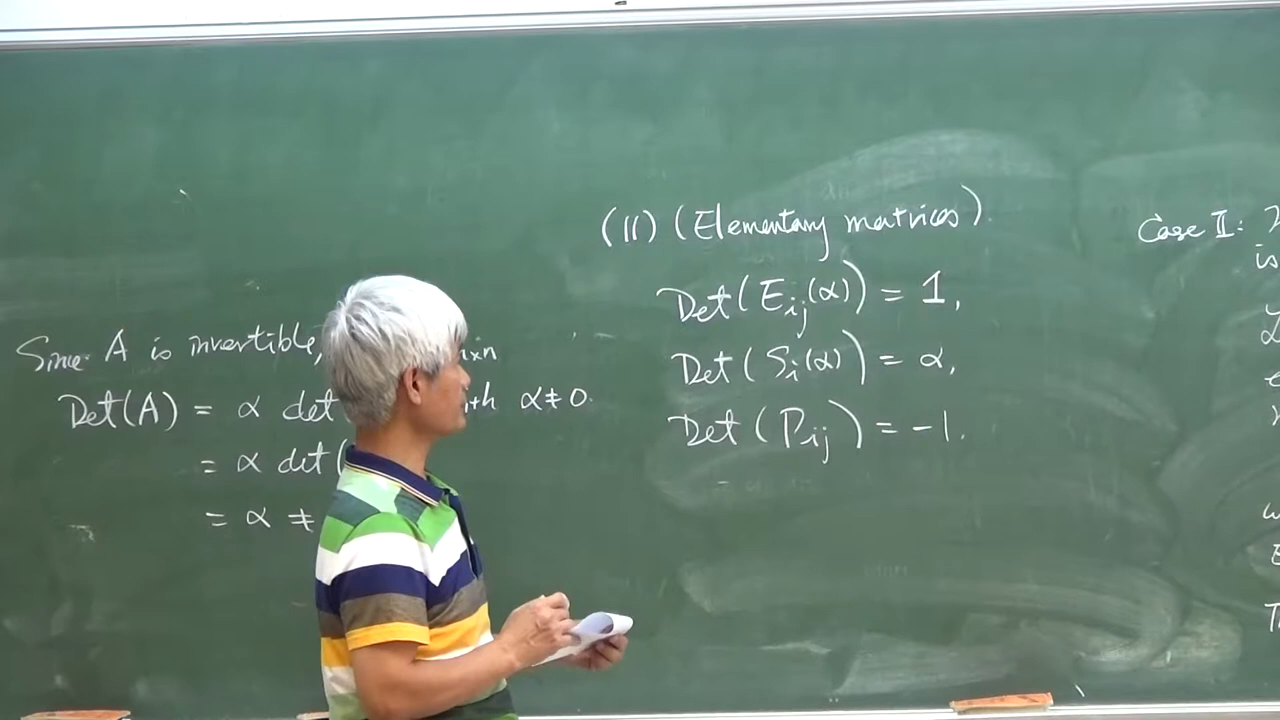 Since A is invertible,
n×n
Det(A) = α det( with α≠0.
= α det(
= α ≠
(II) (Elementary matrices).
Det(Eij(α)) = 1,
Det(Si(α)) = α,
Det(Pij) = -1.
Case II:
is